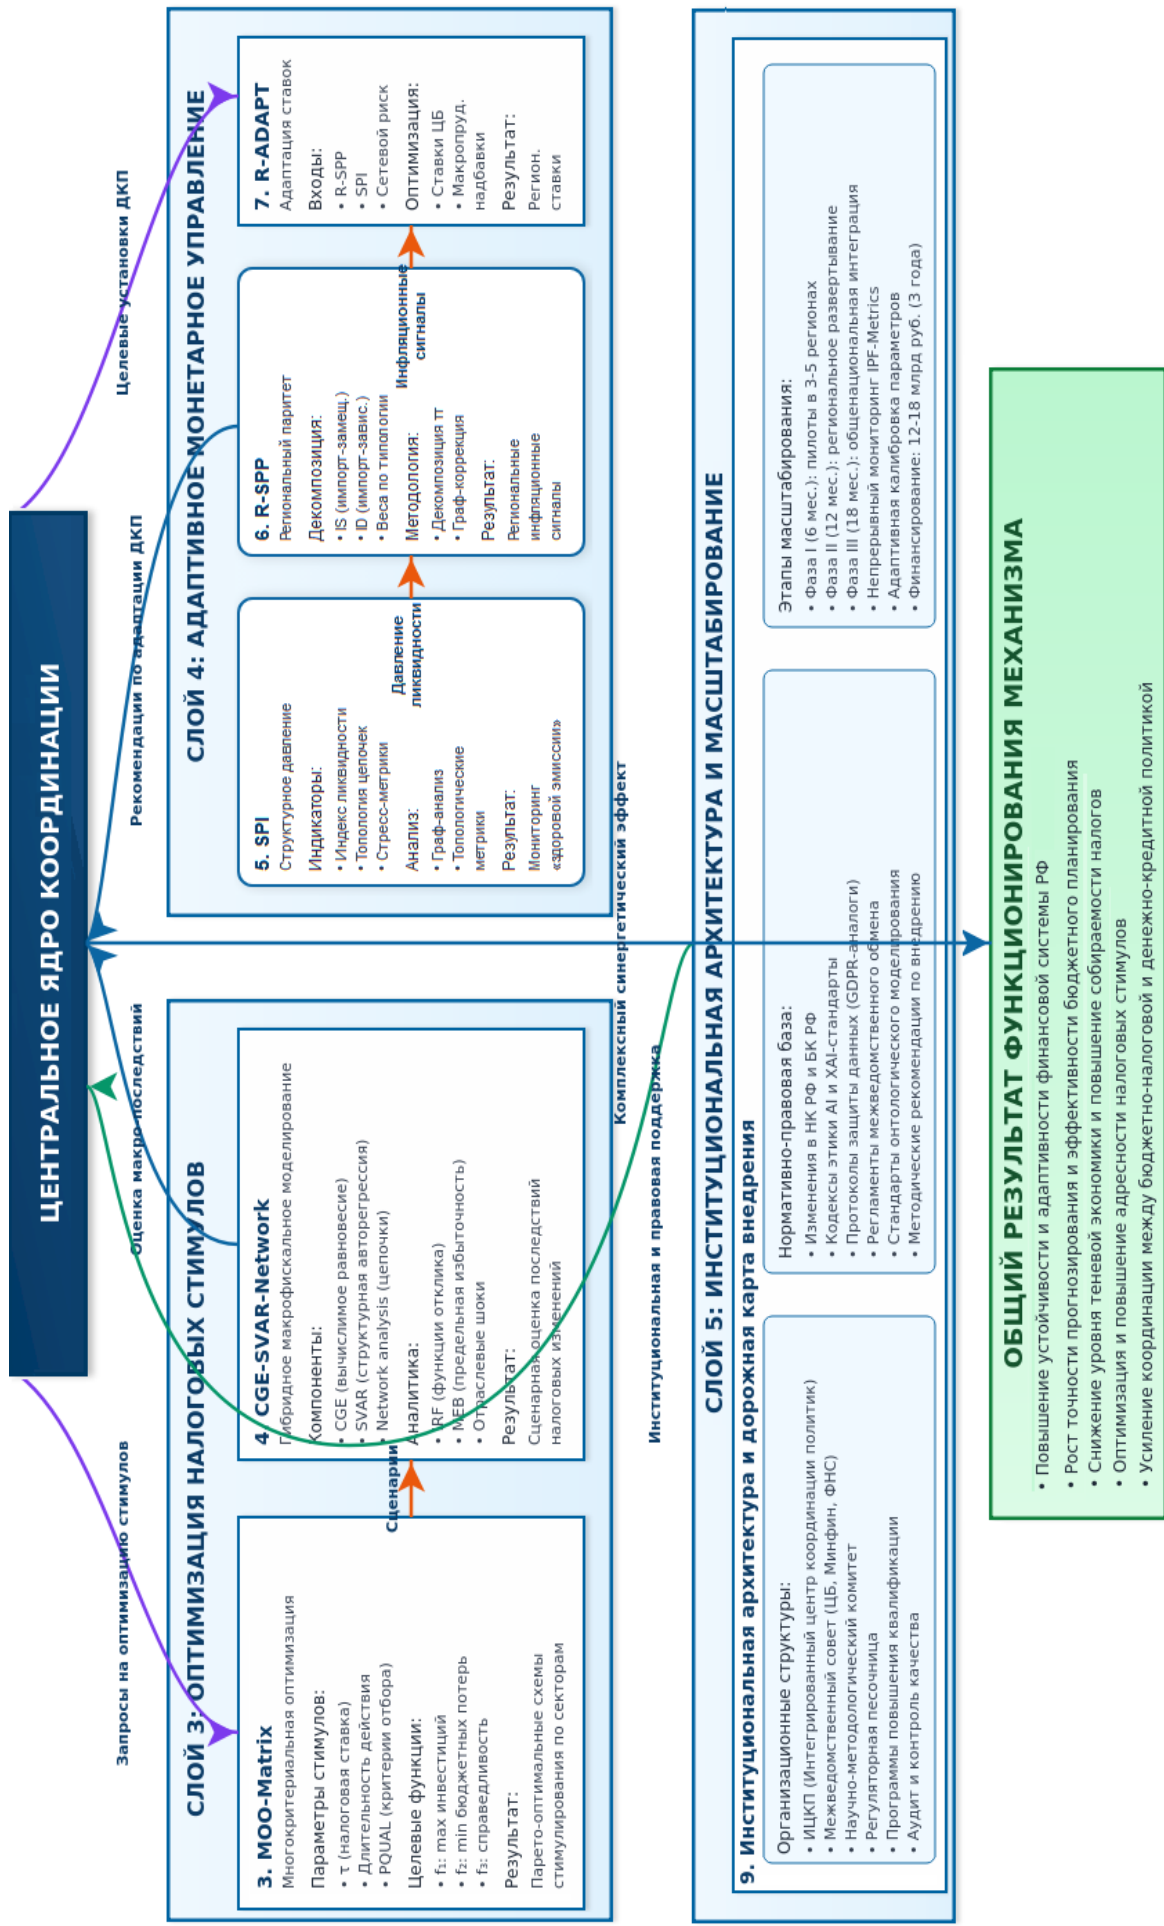 ЦЕНТРАЛЬНОЕ ЯДРО КООРДИНАЦИИ
Запросы на оптимизацию стимулов
Оценка макро-последствий
Рекомендации по адаптации ДКП
Целевые установки ДКП
СЛОЙ 3: ОПТИМИЗАЦИЯ НАЛОГОВЫХ СТИМУЛОВ
3. MOO-Matrix
Многокритериальная оптимизация
Параметры стимулов:
• τ (налоговая ставка)
• Длительность действия
• PQUAL (критерии отбора)
Целевые функции:
• f₁: max инвестиций
• f₂: min бюджетных потерь
• f₃: справедливость
Результат:
Парето-оптимальные схемы
стимулирования по секторам
Сценарии
4. CGE-SVAR-Network
Гибридное макрофискальное моделирование
Компоненты:
• CGE (вычислимое равновесие)
• SVAR (структурная авторегрессия)
• Network analysis (цепочки)
Аналитика:
• IRF (функции отклика)
• MEB (предельная избыточность)
• Отраслевые шоки
Результат:
Сценарная оценка последствий
налоговых изменений
СЛОЙ 4: АДАПТИВНОЕ МОНЕТАРНОЕ УПРАВЛЕНИЕ
5. SPI
Структурное давление
Индикаторы:
• Индекс ликвидности
• Топология цепочек
• Стресс-метрики
Анализ:
• Граф-анализ
• Топологические
метрики
Результат:
Мониторинг
«здоровой эмиссии»
Давление
ликвидности
6. R-SPP
Региональный паритет
Декомпозиция:
• IS (импорт-замещ.)
• ID (импорт-завис.)
• Веса по типологии
Методология:
• Декомпозиция π
• Граф-коррекция
Результат:
Региональные
инфляционные
сигналы
Инфляционные
сигналы
7. R-ADAPT
Адаптация ставок
Входы:
• R-SPP
• SPI
• Сетевой риск
Оптимизация:
• Ставки ЦБ
• Макропруд.
надбавки
Результат:
Регион.
ставки
Комплексный синергетический эффект
Институциональная и правовая поддержка
СЛОЙ 5: ИНСТИТУЦИОНАЛЬНАЯ АРХИТЕКТУРА И МАСШТАБИРОВАНИЕ
9. Институциональная архитектура и дорожная карта внедрения
Организационные структуры:
• ИЦКП (Интегрированный центр координации политик)
• Межведомственный совет (ЦБ, Минфин, ФНС)
• Научно-методологический комитет
• Регуляторная песочница
• Программы повышения квалификации
• Аудит и контроль качества
Нормативно-правовая база:
• Изменения в НК РФ и БК РФ
• Кодексы этики AI и XAI-стандарты
• Протоколы защиты данных (GDPR-аналоги)
• Регламенты межведомственного обмена
• Стандарты онтологического моделирования
• Методические рекомендации по внедрению
Этапы масштабирования:
• Фаза I (6 мес.): пилоты в 3-5 регионах
• Фаза II (12 мес.): региональное развертывание
• Фаза III (18 мес.): общенациональная интеграция
• Непрерывный мониторинг IPF-Metrics
• Адаптивная калибровка параметров
• Финансирование: 12-18 млрд руб. (3 года)
ОБЩИЙ РЕЗУЛЬТАТ ФУНКЦИОНИРОВАНИЯ МЕХАНИЗМА
• Повышение устойчивости и адаптивности финансовой системы РФ
• Рост точности прогнозирования и эффективности бюджетного планирования
• Снижение уровня теневой экономики и повышение собираемости налогов
• Оптимизация и повышение адресности налоговых стимулов
• Усиление координации между бюджетно-налоговой и денежно-кредитной политикой